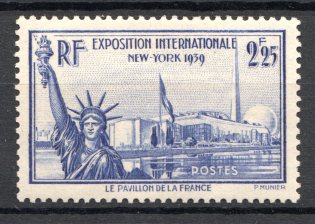 RF EXPOSITION INTERNATIONALE 2F25
NEW-YORK 1939
POSTES
LE PAVILLON DE LA FRANCE
P. MUNIER